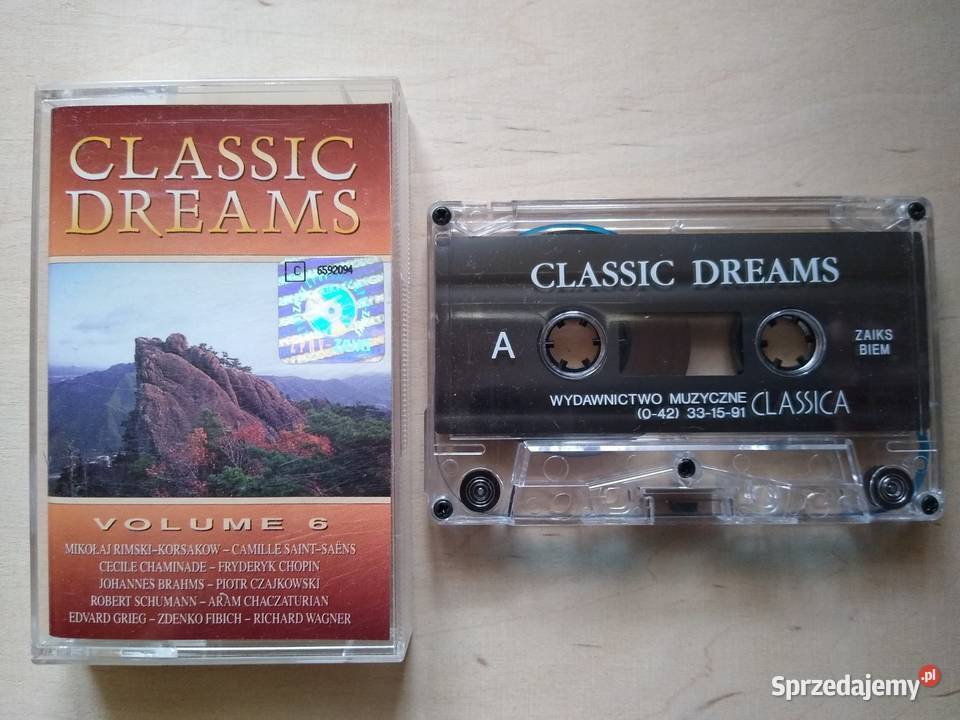 CLASSIC
DREAMS
C 6592094
VOLUME 6
MIKOŁAJ RIMSKI-KORSAKOW – CAMILLE SAINT-SAËNS
CECILE CHAMINADE – FRYDERYK CHOPIN
JOHANNES BRAHMS – PIOTR CZAJKOWSKI
ROBERT SCHUMANN – ARAM CHACZATURIAN
EDVARD GRIEG – ZDENKO FIBICH – RICHARD WAGNER
CLASSIC DREAMS
A
ZAIKS
BIEM
WYDAWNICTWO MUZYCZNE CLASSICA
(0-42) 33-15-91
Sprzedajemy.pl